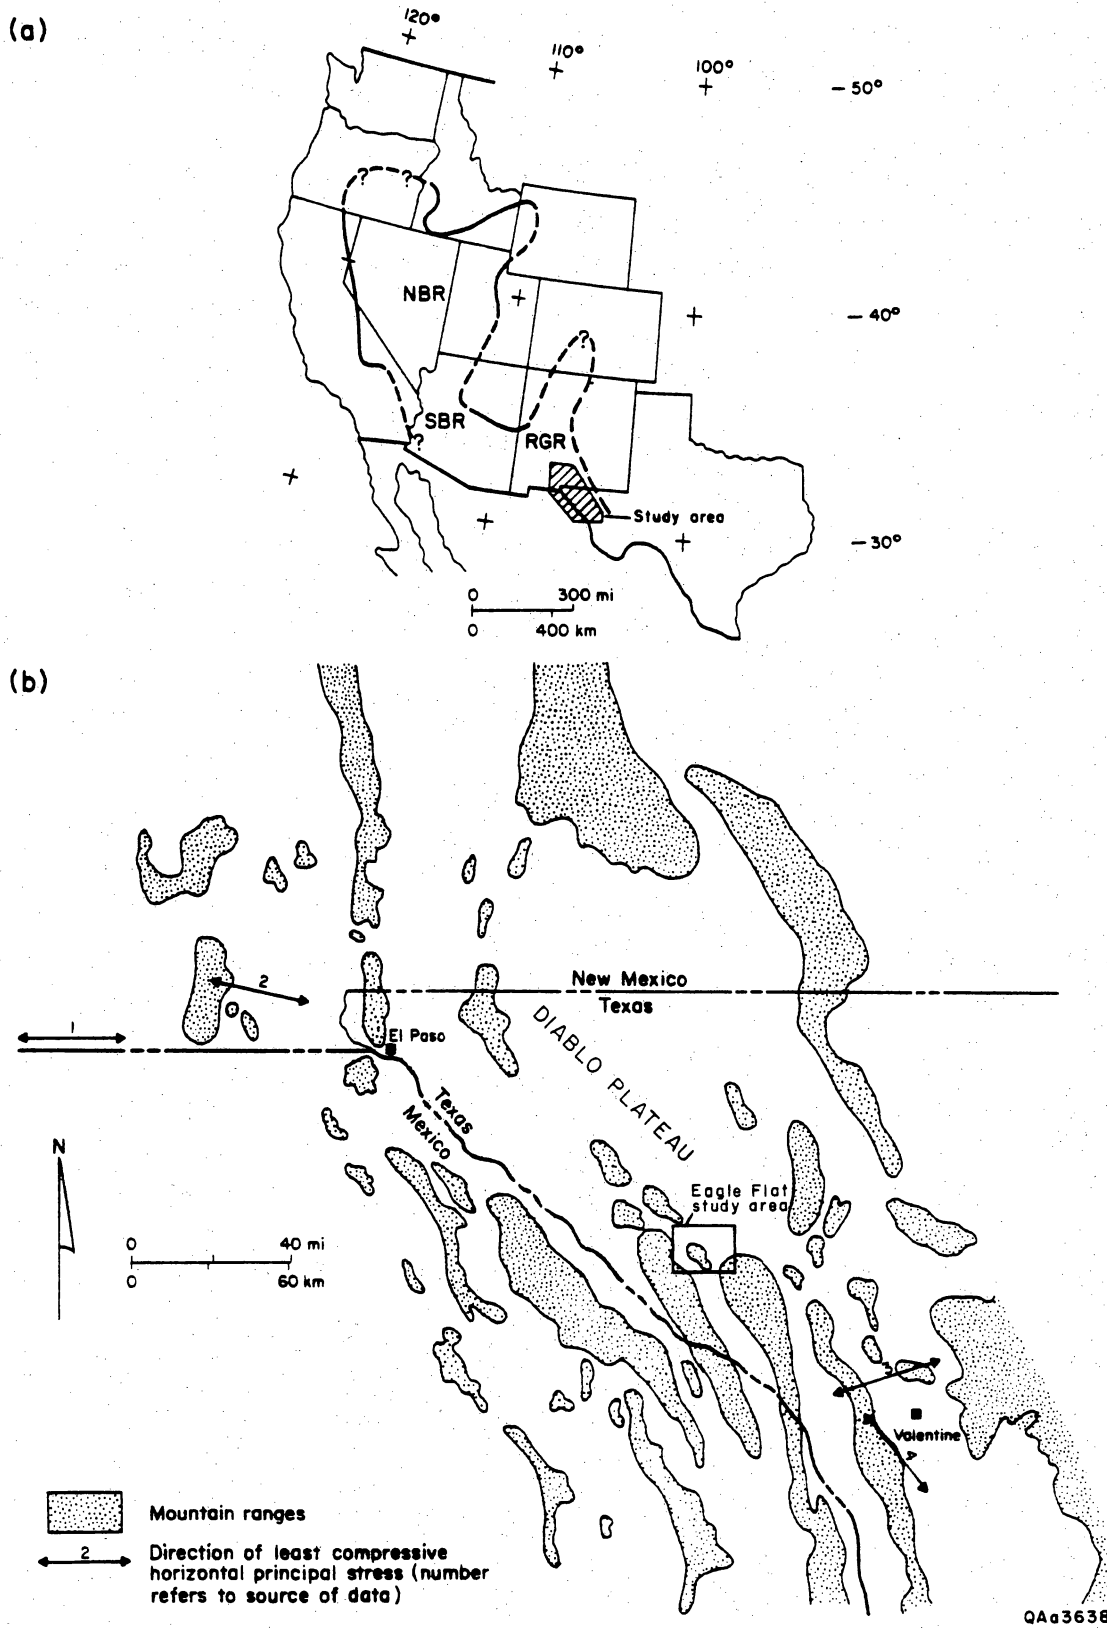 (a)
120°
110°
100°
50°
40°
30°
?
?
NBR
?
SBR
?
RGR
Study area
0 300 mi
0 400 km
(b)
2
1
New Mexico
Texas
El Paso
DIABLO PLATEAU
Texas
Mexico
N
Eagle Flat
study area
0 40 mi
0 60 km
3
Valentine
4
Mountain ranges
2
Direction of least compressive
horizontal principal stress (number
refers to source of data)
QAa3638